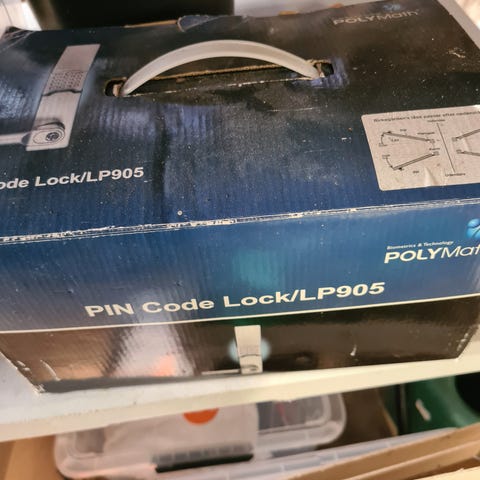 POLYMath
ode Lock/LP905
Biometrics & Technology
POLYMat
PIN Code Lock/LP905